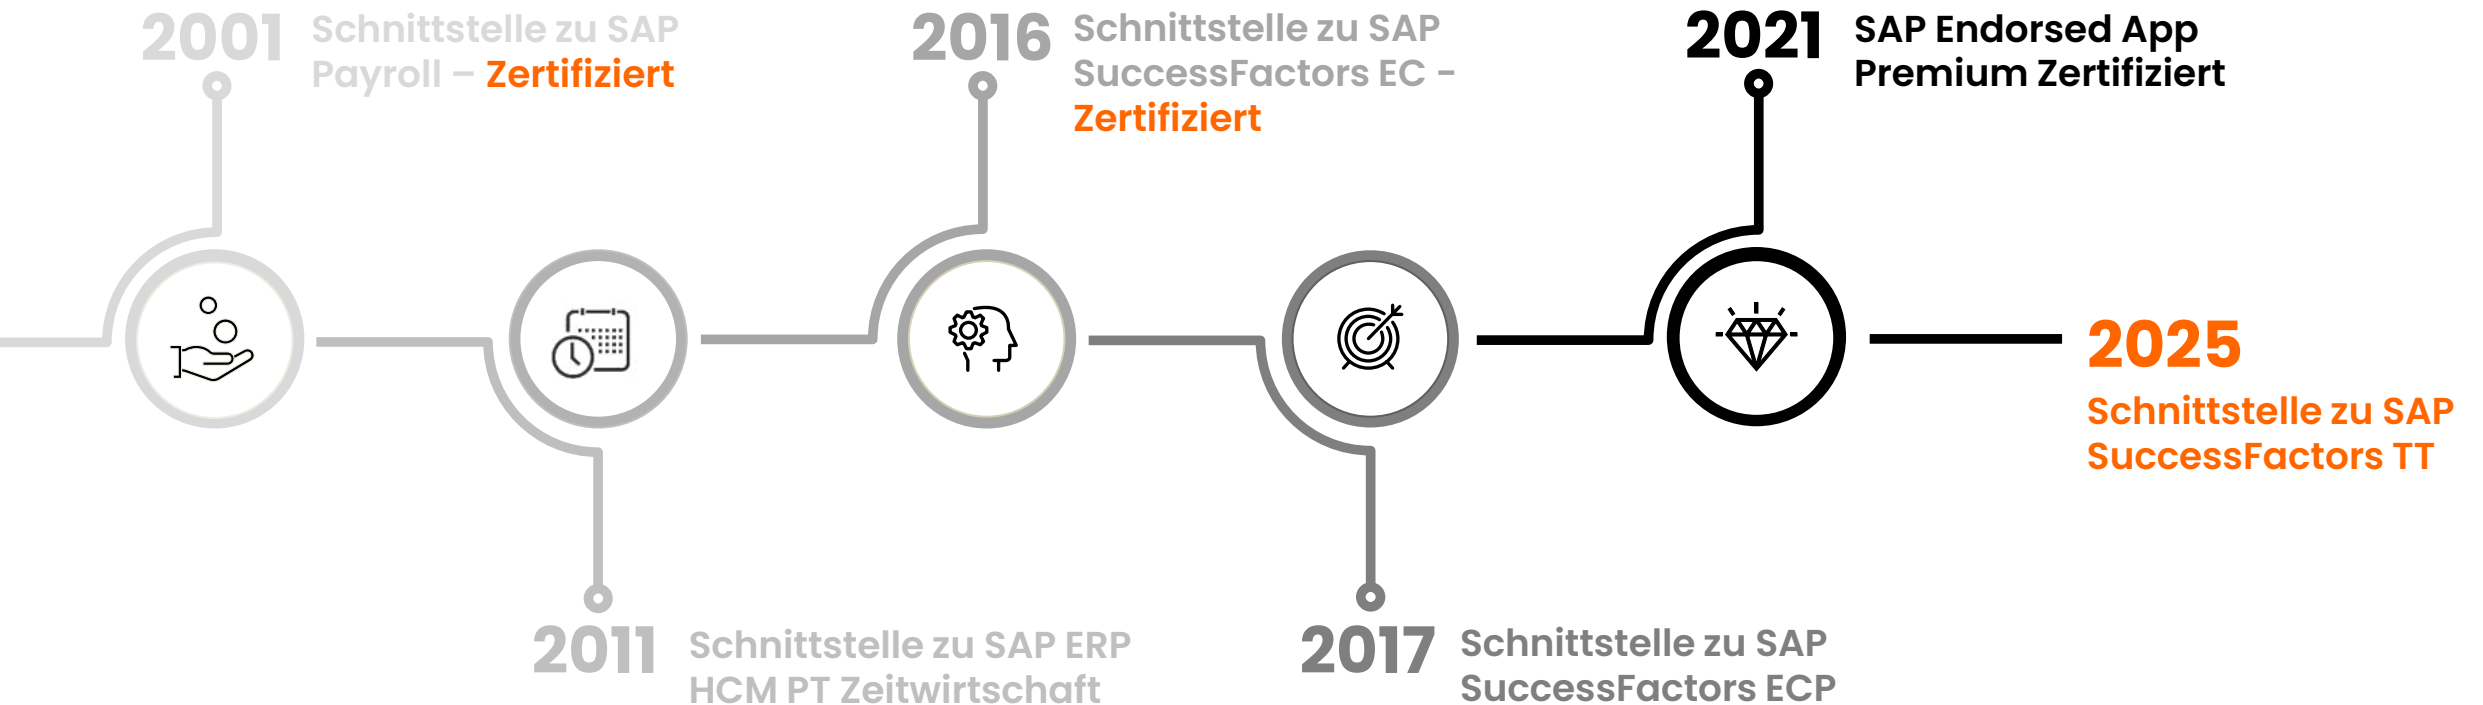 2001
Schnittstelle zu SAP
Payroll – Zertifiziert
2011
Schnittstelle zu SAP ERP
HCM PT Zeitwirtschaft
2016
Schnittstelle zu SAP
SuccessFactors EC -
Zertifiziert
2017
Schnittstelle zu SAP
SuccessFactors ECP
2021
SAP Endorsed App
Premium Zertifiziert
2025
Schnittstelle zu SAP
SuccessFactors TT